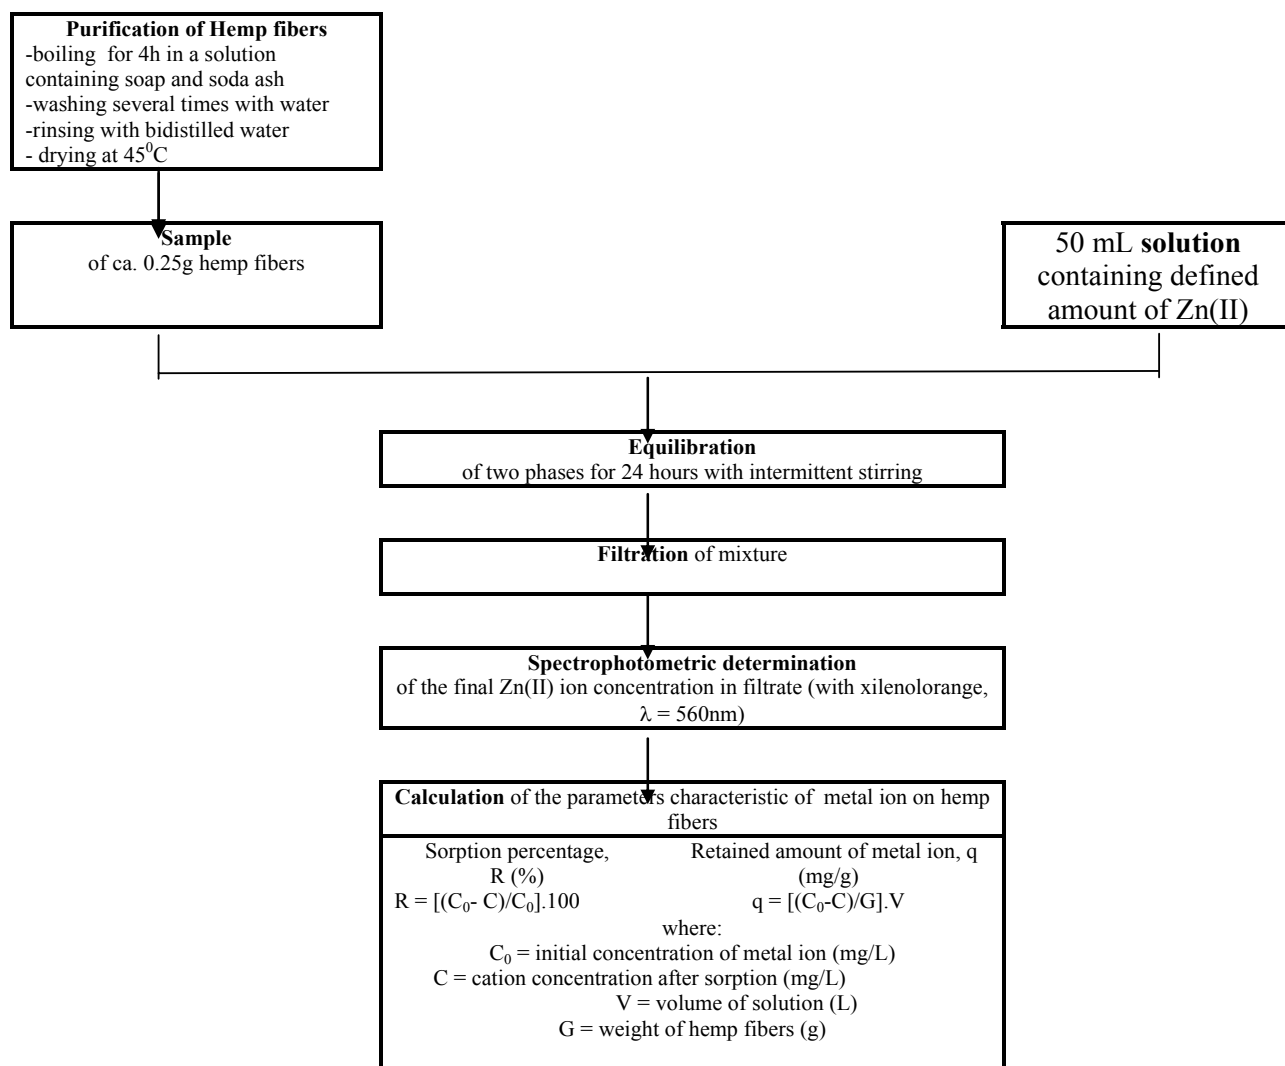 Purification of Hemp fibers
-boiling for 4h in a solution
containing soap and soda ash
-washing several times with water
-rinsing with bidistilled water
- drying at 45⁰C
Sample
of ca. 0.25g hemp fibers
50 mL solution
containing defined
amount of Zn(II)
Equilibration
of two phases for 24 hours with intermittent stirring
Filtration of mixture
Spectrophotometric determination
of the final Zn(II) ion concentration in filtrate (with xilenolorange,
λ = 560nm)
Calculation of the parameters characteristic of metal ion on hemp
fibers
Sorption percentage,
R (%)
R = [(C₀- C)/C₀].100
Retained amount of metal ion, q
(mg/g)
q = [(C₀-C)/G].V
where:
C₀ = initial concentration of metal ion (mg/L)
C = cation concentration after sorption (mg/L)
V = volume of solution (L)
G = weight of hemp fibers (g)